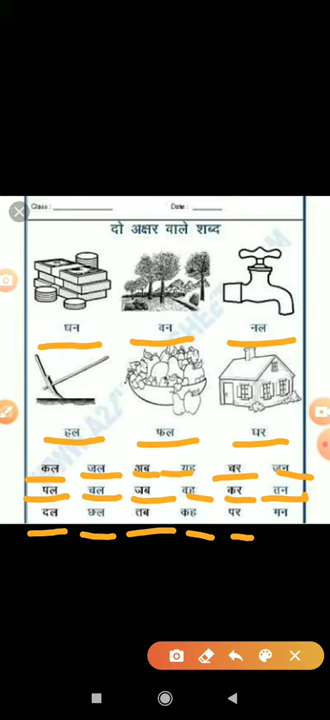 Class : Date :
दो अक्षर वाले शब्द
धन वन नल
हल फल घर
कल जल अब यह चर जन
पल चल जब वह कर तन
दल छल तब कह पर मन